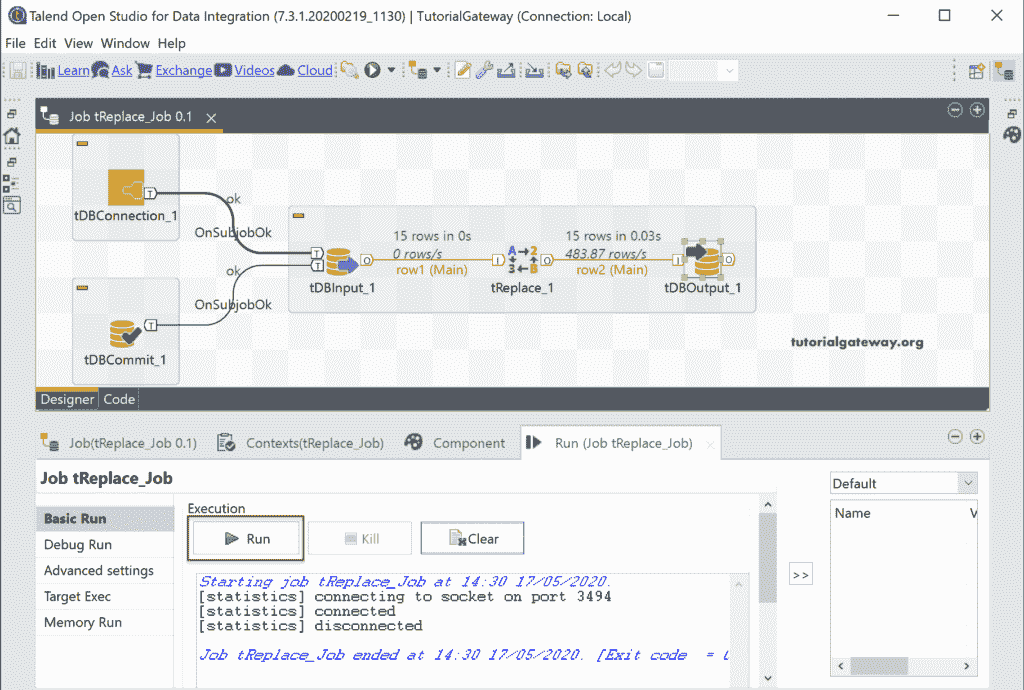 Talend Open Studio for Data Integration (7.3.1.20200219_1130) | TutorialGateway (Connection: Local)
File Edit View Window Help
Learn Ask Exchange Videos Cloud
Job tReplace_Job 0.1
T
tDBConnection_1
ok
OnSubjobOk
15 rows in 0s
15 rows in 0.03s
T
0 rows/s
A 2
483.87 rows/s
T
O
I
O
I
O
row1 (Main)
3 B
row2 (Main)
ok
tDBInput_1
tReplace_1
tDBOutput_1
OnSubjobOk
T
tDBCommit_1
tutorialgateway.org
Designer Code
Job(tReplace_Job 0.1) Contexts(tReplace_Job) Component Run (Job tReplace_Job)
Job tReplace_Job
Default
Basic Run
Execution
Name V
Debug Run
Run Kill Clear
Advanced settings
Target Exec
Memory Run
>>
Starting job tReplace_Job at 14:30 17/05/2020.
[statistics] connecting to socket on port 3494
[statistics] connected
[statistics] disconnected
Job tReplace_Job ended at 14:30 17/05/2020. [Exit code =